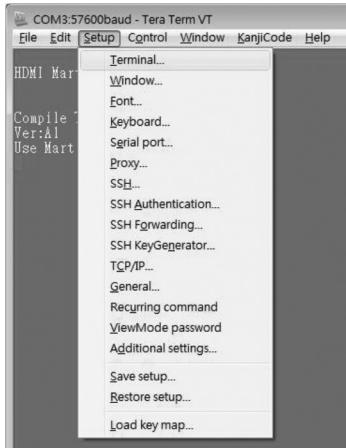 COM3:57600baud - Tera Term VT
File Edit Setup Control Window KanjiCode Help
HDMI Mar
Compile
Ver:A1
Use Mart
Terminal...
Window...
Font...
Keyboard...
Serial port...
Proxy...
SSH...
SSH Authentication...
SSH Forwarding...
SSH KeyGenerator...
TCP/IP...
General...
Recurring command
ViewMode password
Additional settings...
Save setup...
Restore setup...
Load key map...